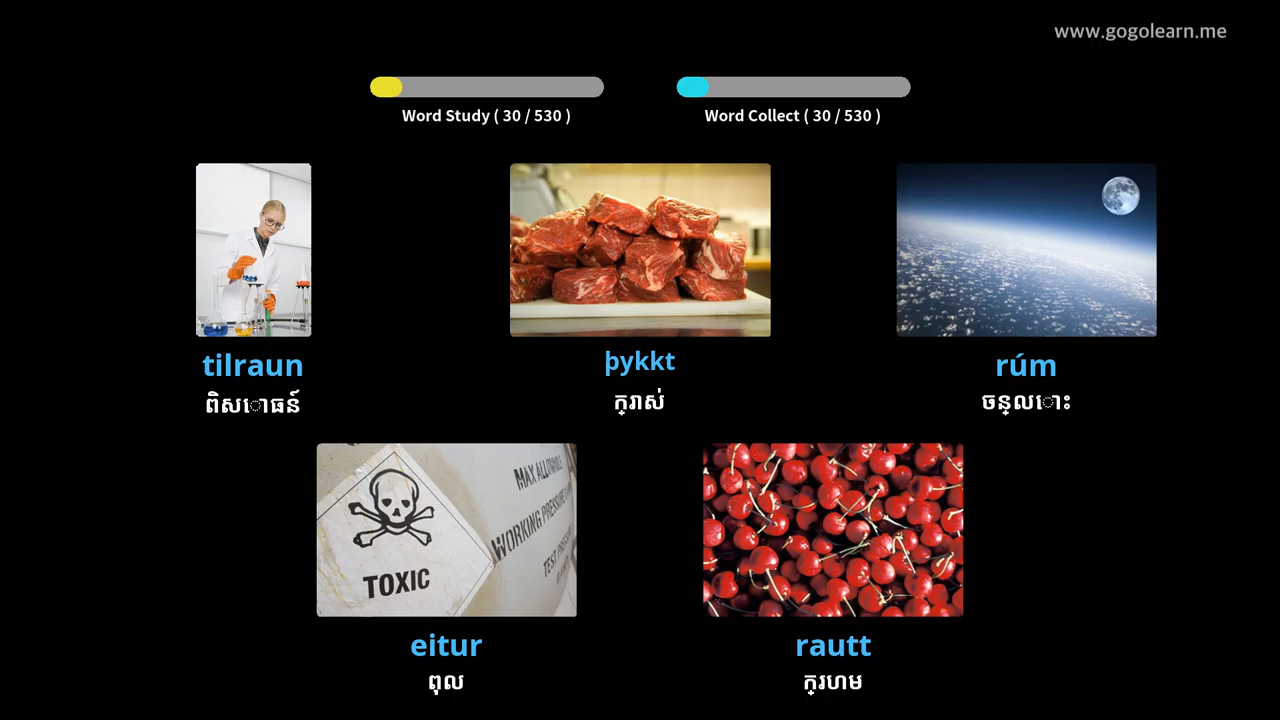 www.gogolearn.me
Word Study ( 30 / 530 )
Word Collect ( 30 / 530 )
tilraun
ពិសោធន៍
þykkt
ក្រាស់
rúm
ចន្លោះ
MAX ALLOWABLE
WORKING PRESSURE
TEST PRESS
TOXIC
eitur
ពុល
rautt
ក្រហម